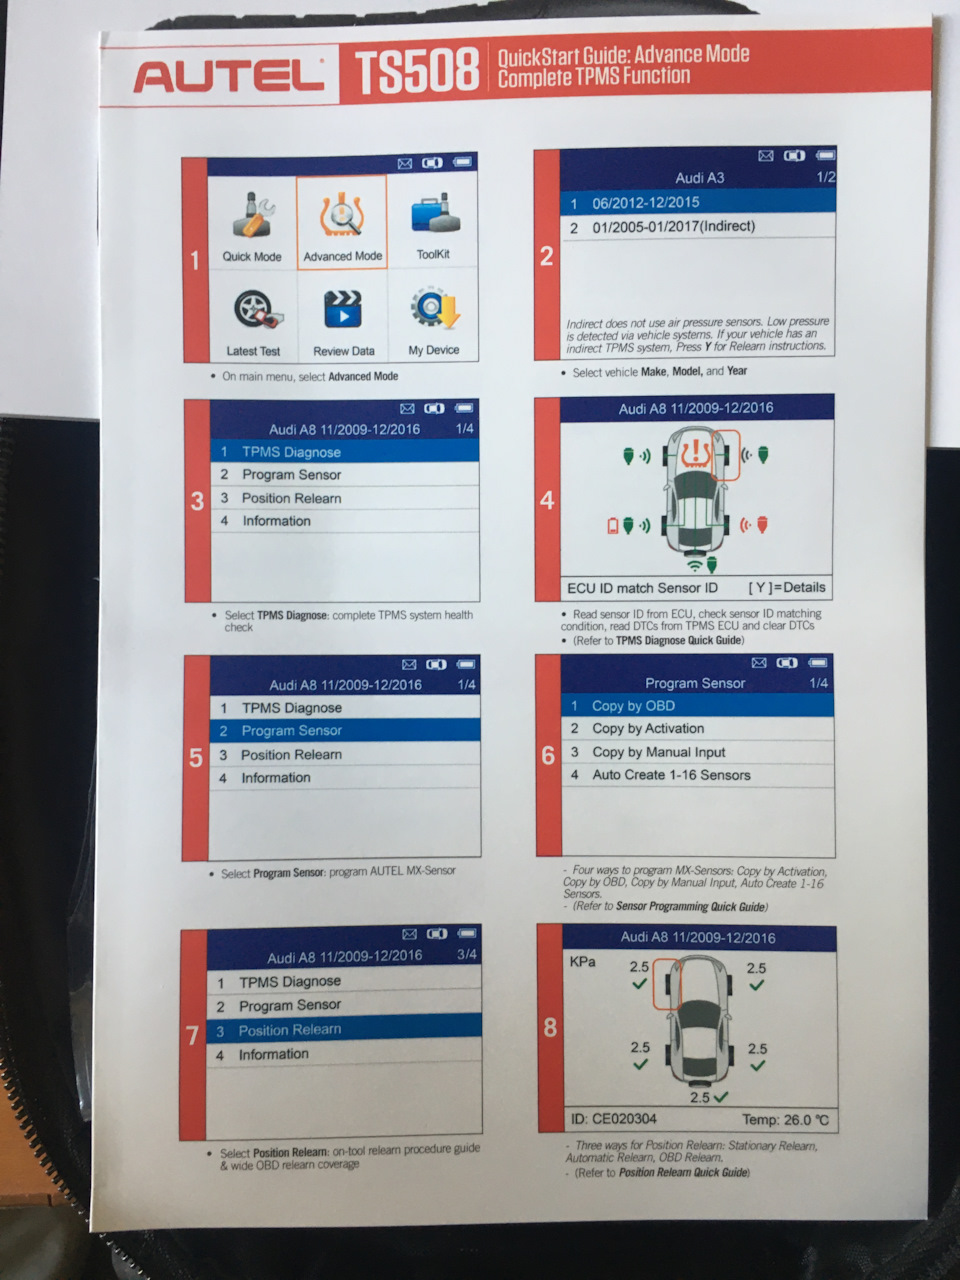 AUTEL
TS508
QuickStart Guide: Advance Mode
Complete TPMS Function
1
Quick Mode
Advanced Mode
ToolKit
Latest Test
Review Data
My Device
• On main menu, select Advanced Mode
2
Audi A3
1/2
1 06/2012-12/2015
2 01/2005-01/2017(Indirect)
Indirect does not use air pressure sensors. Low pressure
is detected via vehicle systems. If your vehicle has an
indirect TPMS system, Press Y for Relearn instructions.
• Select vehicle Make, Model, and Year
3
Audi A8 11/2009-12/2016 1/4
1 TPMS Diagnose
2 Program Sensor
3 Position Relearn
4 Information
• Select TPMS Diagnose: complete TPMS system health
check
4
Audi A8 11/2009-12/2016
ECU ID match Sensor ID [ Y ]=Details
• Read sensor ID from ECU, check sensor ID matching
condition, read DTCs from TPMS ECU and clear DTCs
• (Refer to TPMS Diagnose Quick Guide)
5
Audi A8 11/2009-12/2016 1/4
1 TPMS Diagnose
2 Program Sensor
3 Position Relearn
4 Information
• Select Program Sensor: program AUTEL MX-Sensor
6
Program Sensor 1/4
1 Copy by OBD
2 Copy by Activation
3 Copy by Manual Input
4 Auto Create 1-16 Sensors
- Four ways to program MX-Sensors: Copy by Activation,
Copy by OBD, Copy by Manual Input, Auto Create 1-16
Sensors.
- (Refer to Sensor Programming Quick Guide)
7
Audi A8 11/2009-12/2016 3/4
1 TPMS Diagnose
2 Program Sensor
3 Position Relearn
4 Information
• Select Position Relearn: on-tool relearn procedure guide
& wide OBD relearn coverage
8
Audi A8 11/2009-12/2016
KPa
2.5
2.5
2.5
2.5
2.5
ID: CE020304 Temp: 26.0 °C
- Three ways for Position Relearn: Stationary Relearn,
Automatic Relearn, OBD Relearn.
- (Refer to Position Relearn Quick Guide)